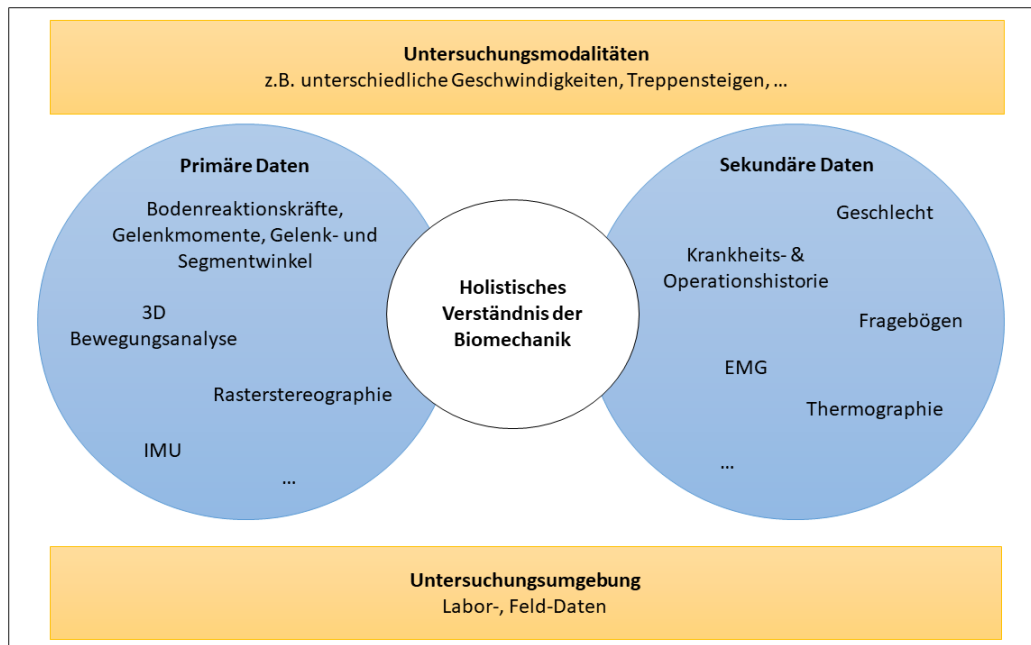 Untersuchungsmodalitäten
z.B. unterschiedliche Geschwindigkeiten, Treppensteigen, ...
Primäre Daten
Bodenreaktionskräfte,
Gelenkmomente, Gelenk- und
Segmentwinkel
3D
Bewegungsanalyse
Rasterstereographie
IMU
...
Holistisches
Verständnis der
Biomechanik
Sekundäre Daten
Geschlecht
Krankheits- &
Operationshistorie
Fragebögen
EMG
Thermographie
...
Untersuchungsumgebung
Labor-, Feld-Daten